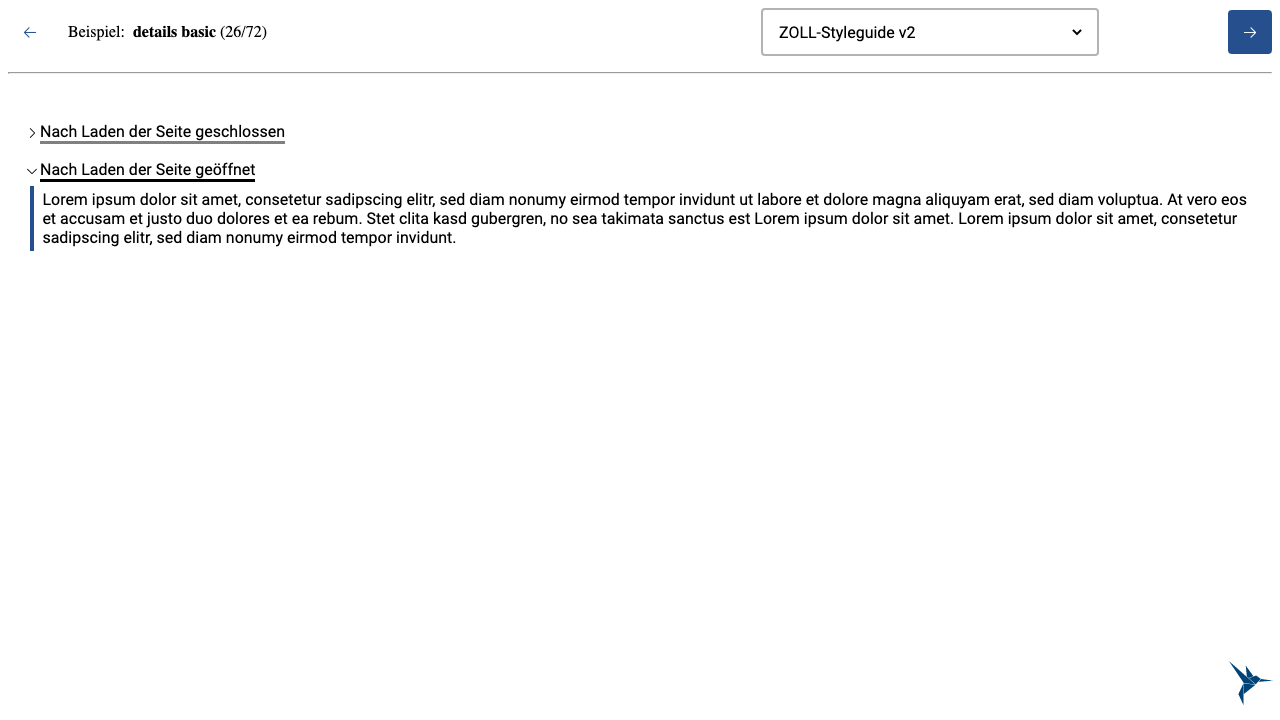 Beispiel: details basic (26/72)
ZOLL-Styleguide v2
Nach Laden der Seite geschlossen
Nach Laden der Seite geöffnet
Lorem ipsum dolor sit amet, consetetur sadipscing elitr, sed diam nonumy eirmod tempor invidunt ut labore et dolore magna aliquyam erat, sed diam voluptua. At vero eos
et accusam et justo duo dolores et ea rebum. Stet clita kasd gubergren, no sea takimata sanctus est Lorem ipsum dolor sit amet. Lorem ipsum dolor sit amet, consetetur
sadipscing elitr, sed diam nonumy eirmod tempor invidunt.